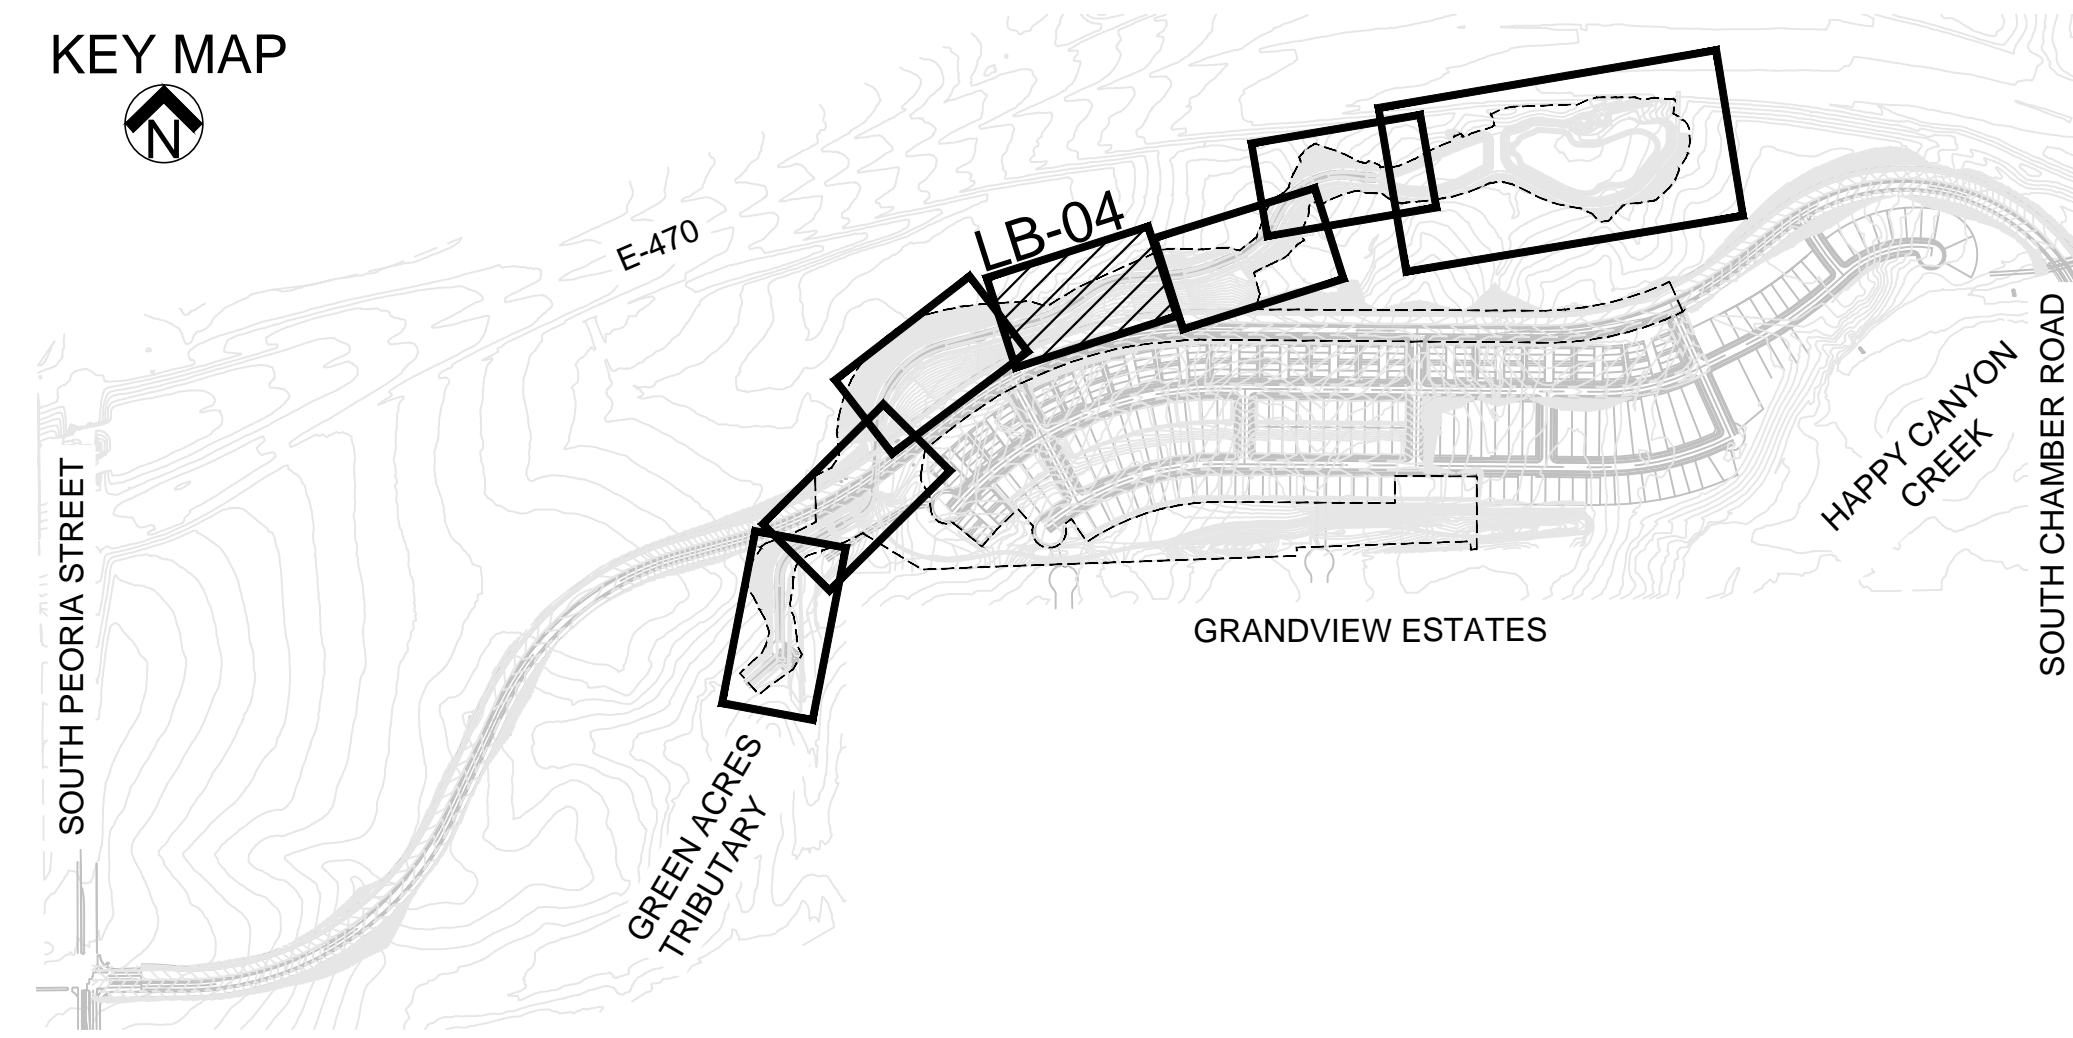 KEY MAP
N
E-470
LB-04
SOUTH PEORIA STREET
GREEN ACRES
TRIBUTARY
GRANDVIEW ESTATES
HAPPY CANYON
CREEK
SOUTH CHAMBER ROAD